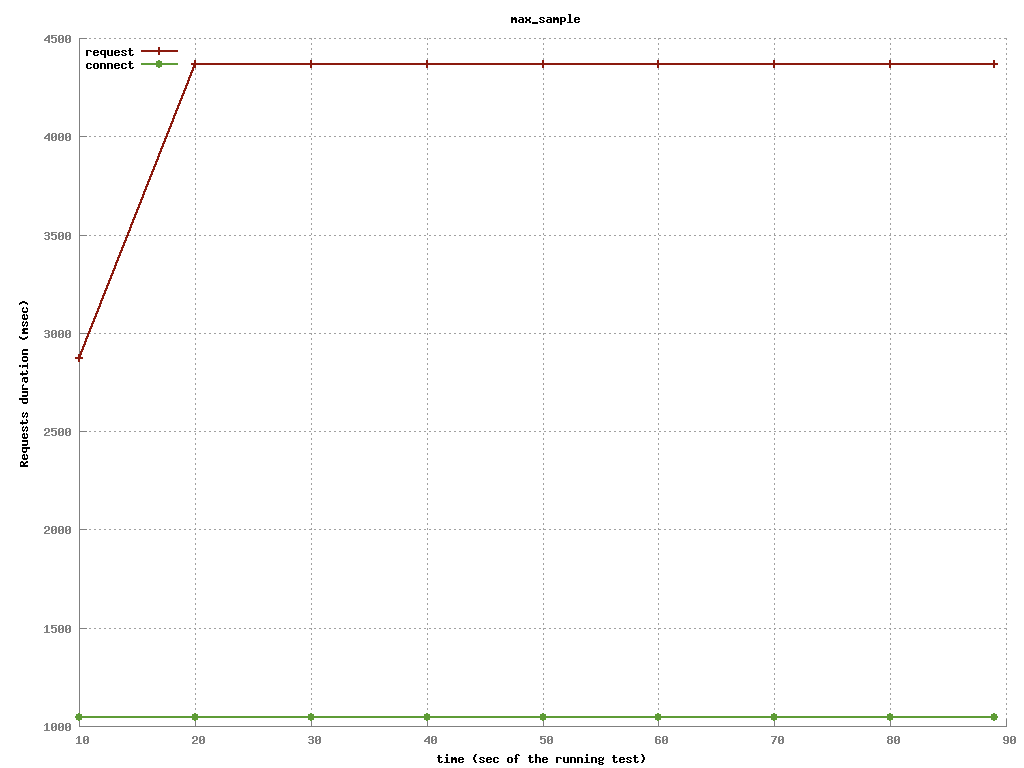 max_sample
request
connect
4500
4000
3500
3000
2500
2000
1500
1000
Requests duration (msec)
10 20 30 40 50 60 70 80 90
time (sec of the running test)